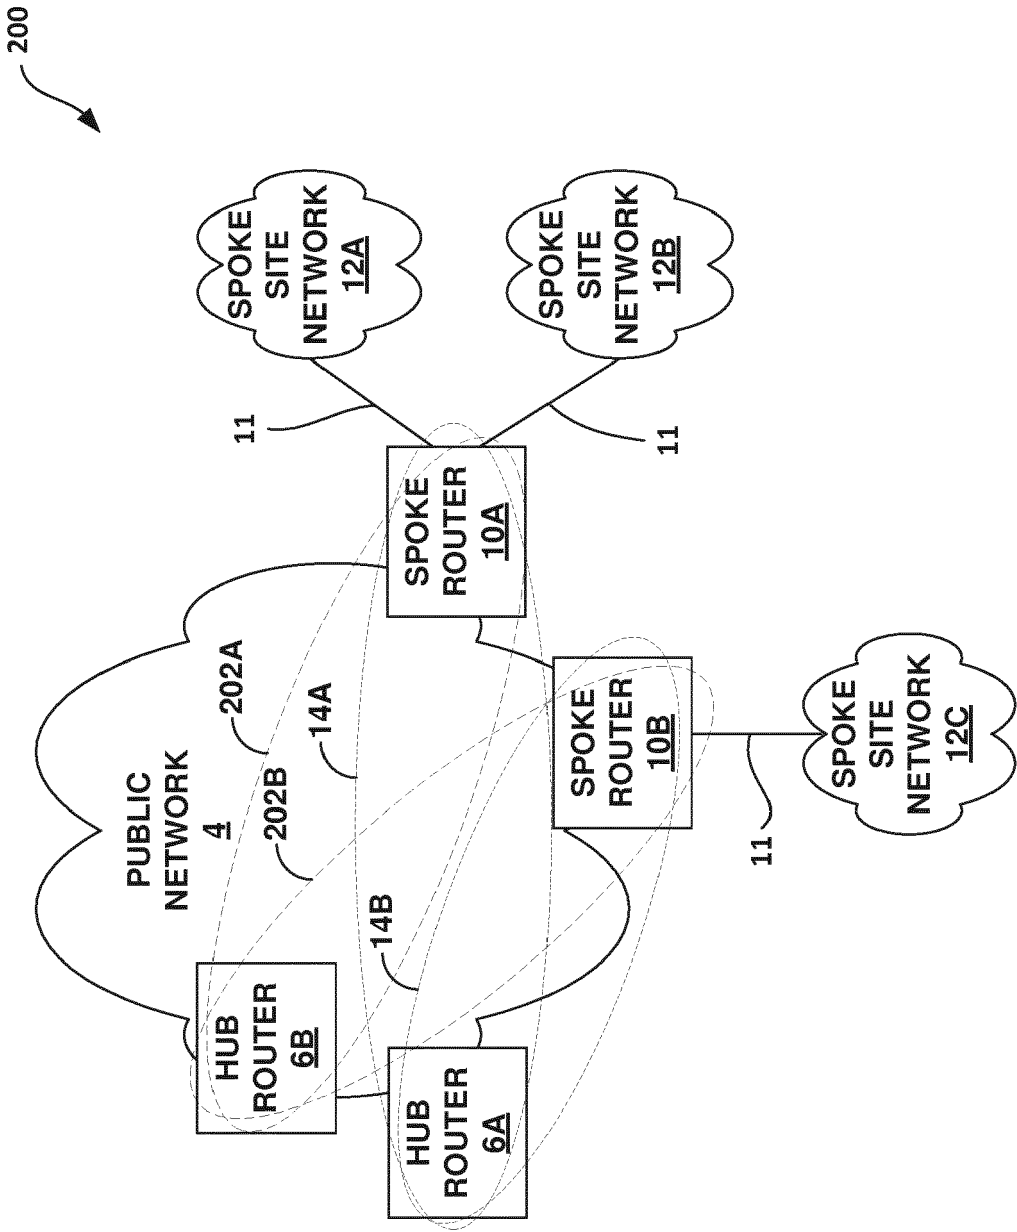 200
SPOKE
SITE
NETWORK
12A
SPOKE
SITE
NETWORK
12B
11
11
SPOKE
ROUTER
10A
202A
14A
PUBLIC
NETWORK
4
202B
SPOKE
ROUTER
10B
SPOKE
SITE
NETWORK
12C
11
14B
HUB
ROUTER
6B
HUB
ROUTER
6A